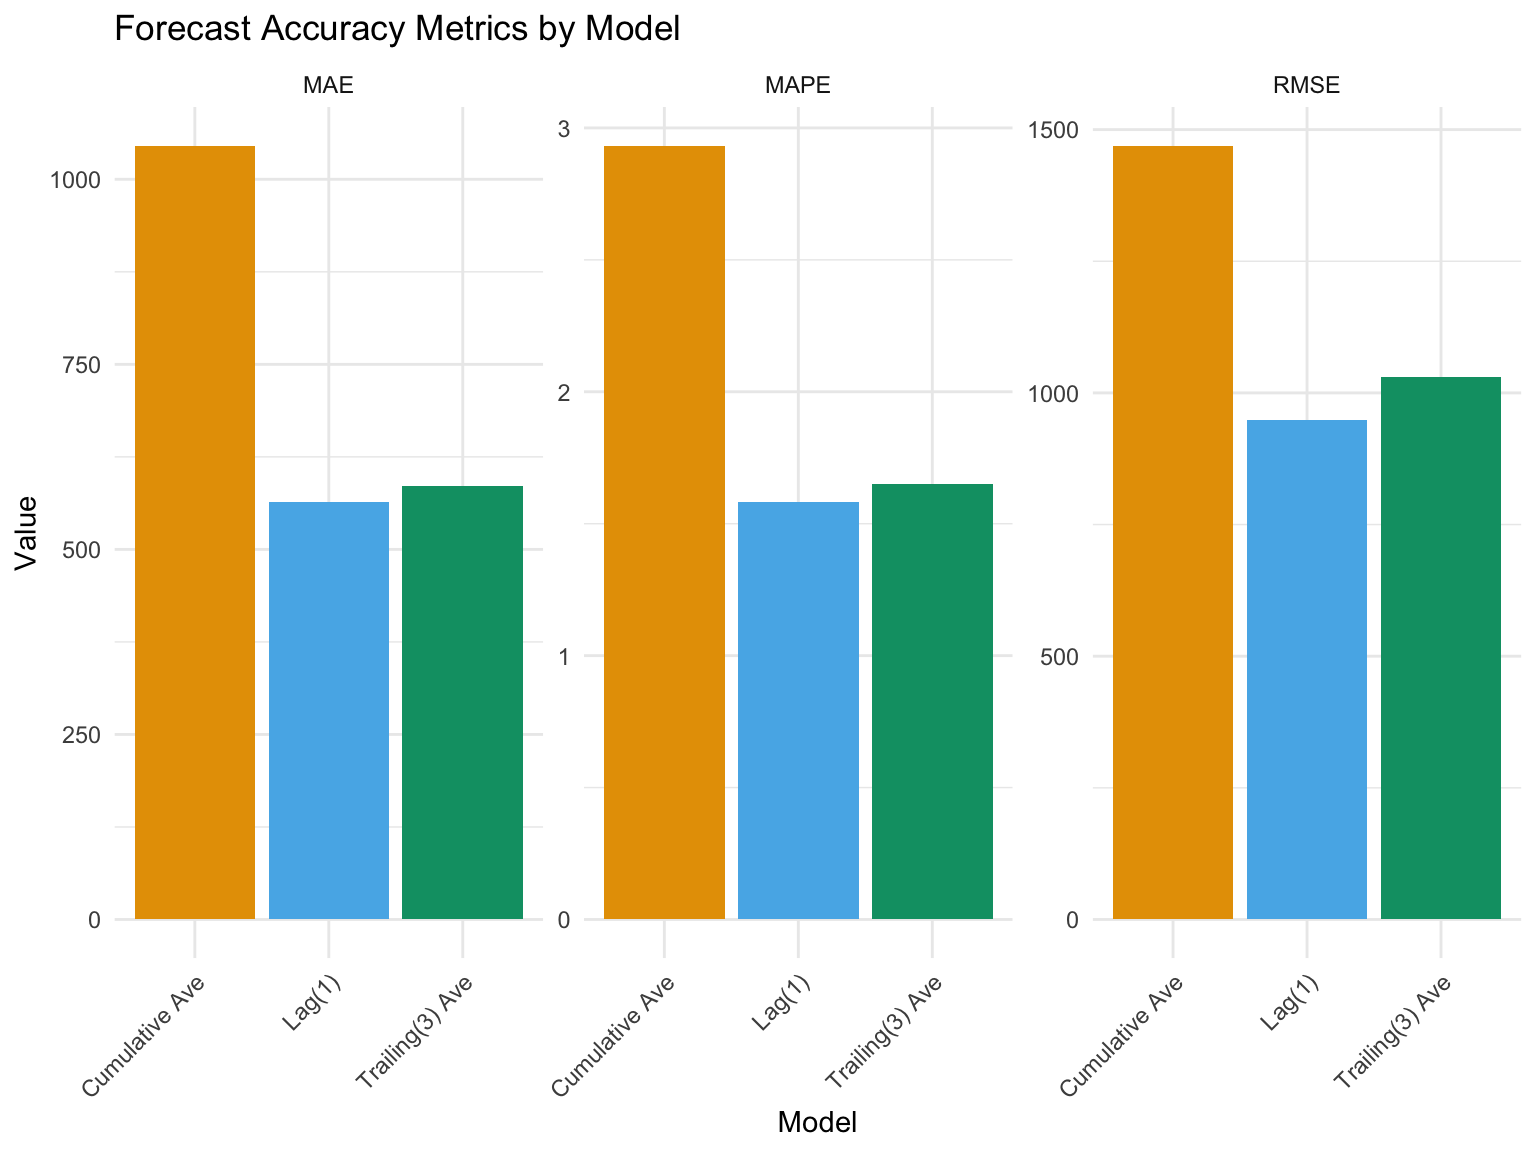 Forecast Accuracy Metrics by Model
MAE
MAPE
RMSE
Value
1000
750
500
250
0
3
2
1
0
1500
1000
500
0
Cumulative Ave
Lag(1)
Trailing(3) Ave
Cumulative Ave
Lag(1)
Trailing(3) Ave
Cumulative Ave
Lag(1)
Trailing(3) Ave
Model